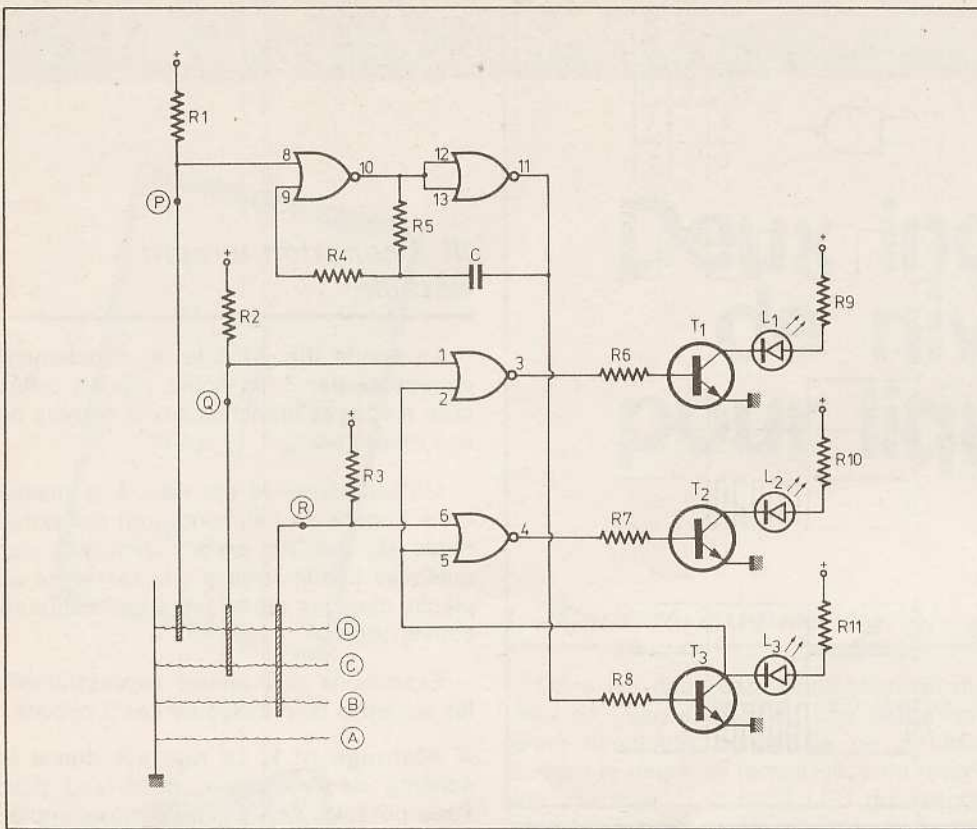 +
R1
8
10
12
11
9
13
P
R5
R4
C
+
+
R9
R2
L1
T1
1
3
R6
2
Q
+
+
R3
R10
L2
R
T2
6
4
R7
5
+
R11
D
L3
T3
C
R8
B
A